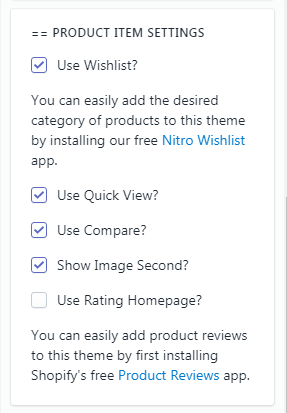 == PRODUCT ITEM SETTINGS
Use Wishlist?
You can easily add the desired
category of products to this theme
by installing our free Nitro Wishlist
app.
Use Quick View?
Use Compare?
Show Image Second?
Use Rating Homepage?
You can easily add product reviews
to this theme by first installing
Shopify's free Product Reviews app.